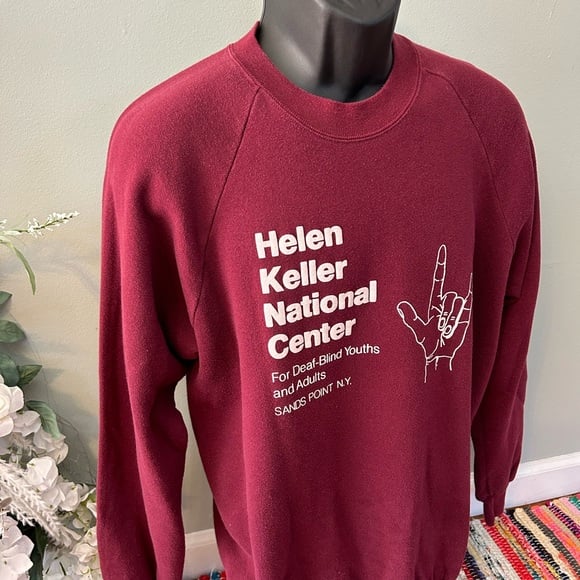 Helen
Keller
National
Center
For Deaf-Blind Youths
and Adults
SANDS POINT N.Y.